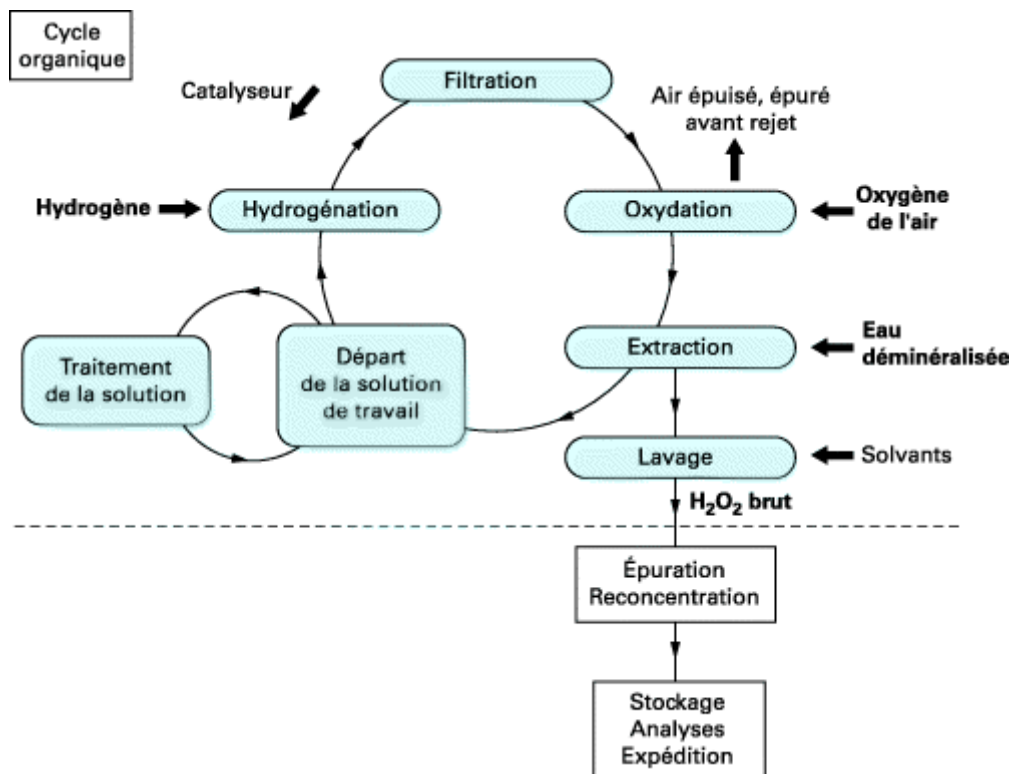 Cycle
organique
Filtration
Catalyseur
Air épuisé, épuré
avant rejet
Hydrogène
Hydrogénation
Oxydation
Oxygène
de l'air
Traitement
de la solution
Départ
de la solution
de travail
Extraction
Eau
déminéralisée
Lavage
Solvants
H₂O₂ brut
Épuration
Reconcentration
Stockage
Analyses
Expédition